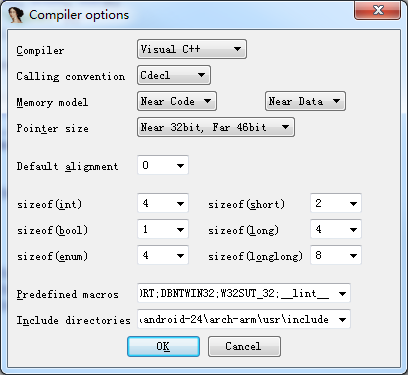 Compiler options
Compiler Visual C++
Calling convention Cdecl
Memory model Near Code Near Data
Pointer size Near 32bit, Far 46bit
Default alignment 0
sizeof(int) 4 sizeof(short) 2
sizeof(bool) 1 sizeof(long) 4
sizeof(enum) 4 sizeof(longlong) 8
Predefined macros ORT;DBNTWIN32;W32SUT_32;__lint__
Include directories \android-24\arch-arm\usr\include
OK Cancel